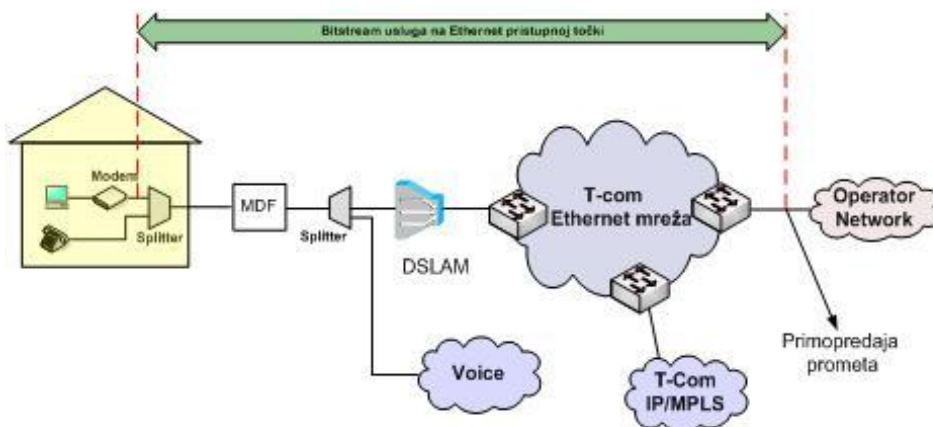 Bitstream usluga na Ethernet pristupnoj točki
Modem
Splitter
MDF
Splitter
DSLAM
T-com
Ethernet mreža
Operator
Network
Primopredaja
prometa
Voice
T-Com
IP/MPLS